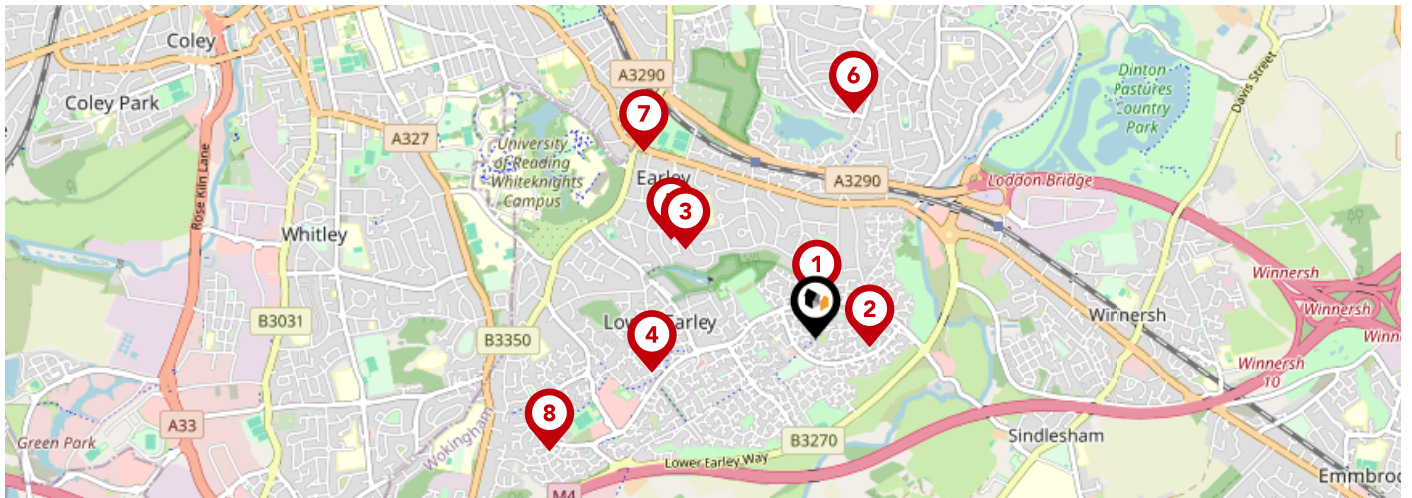 Coley
A3290
6
Dinton
Pastures
Country
Park
Davis Street
Coley Park
7
A327
University
of Reading
Whiteknights
Campus
Earley
A3290
Loddon Bridge
Rose Kiln Lane
3
Whitley
1
Winnersh
2
Winnersh
B3031
Lower Earley
Winnersh
4
B3350
Winn
Winnersh
10
8
A33
Wokingham
Green Park
B3270
Sindlesham
Lower Earley Way
Emmbroo
M4